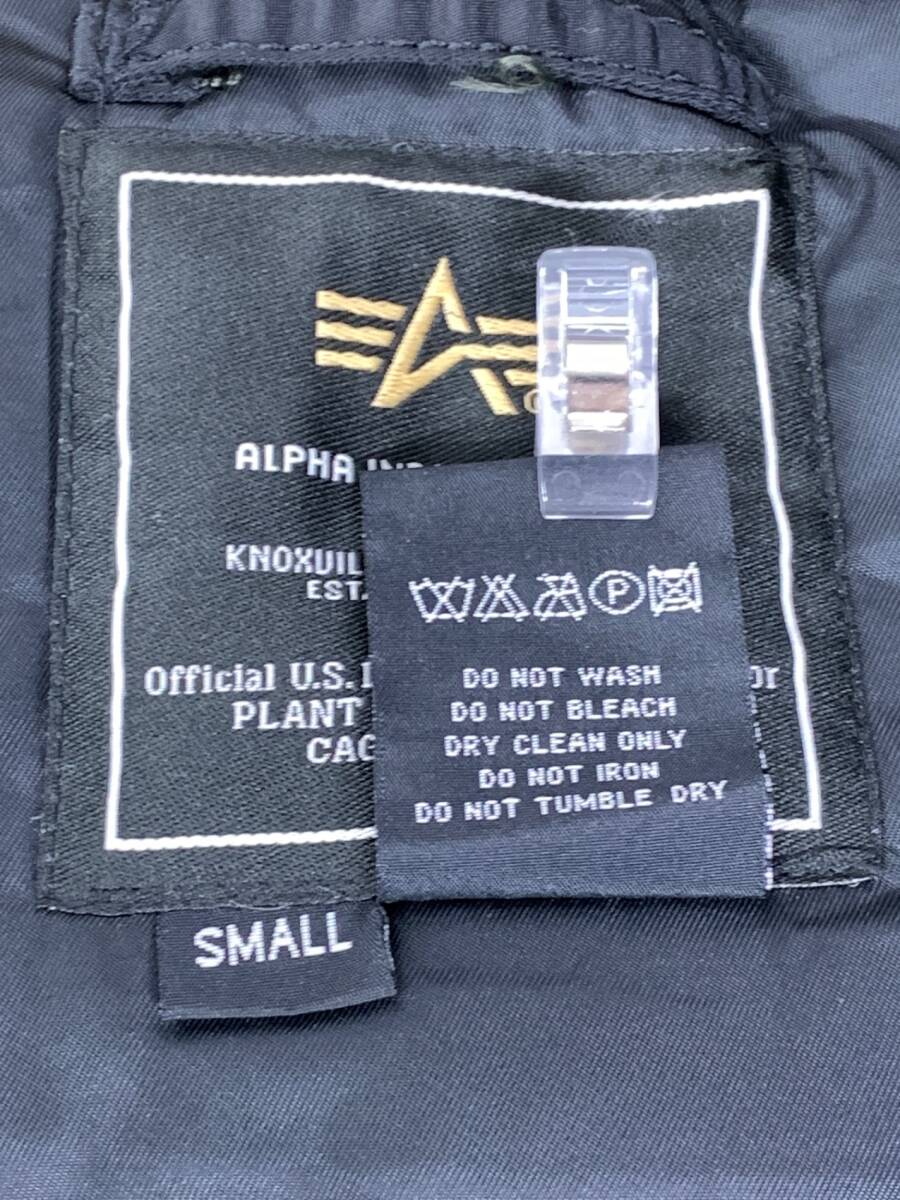 ALPHA
KNOXVIL
EST.
Official U.S.
PLANT
CAG
P
DO NOT WASH
DO NOT BLEACH
DRY CLEAN ONLY
DO NOT IRON
DO NOT TUMBLE DRY
SMALL